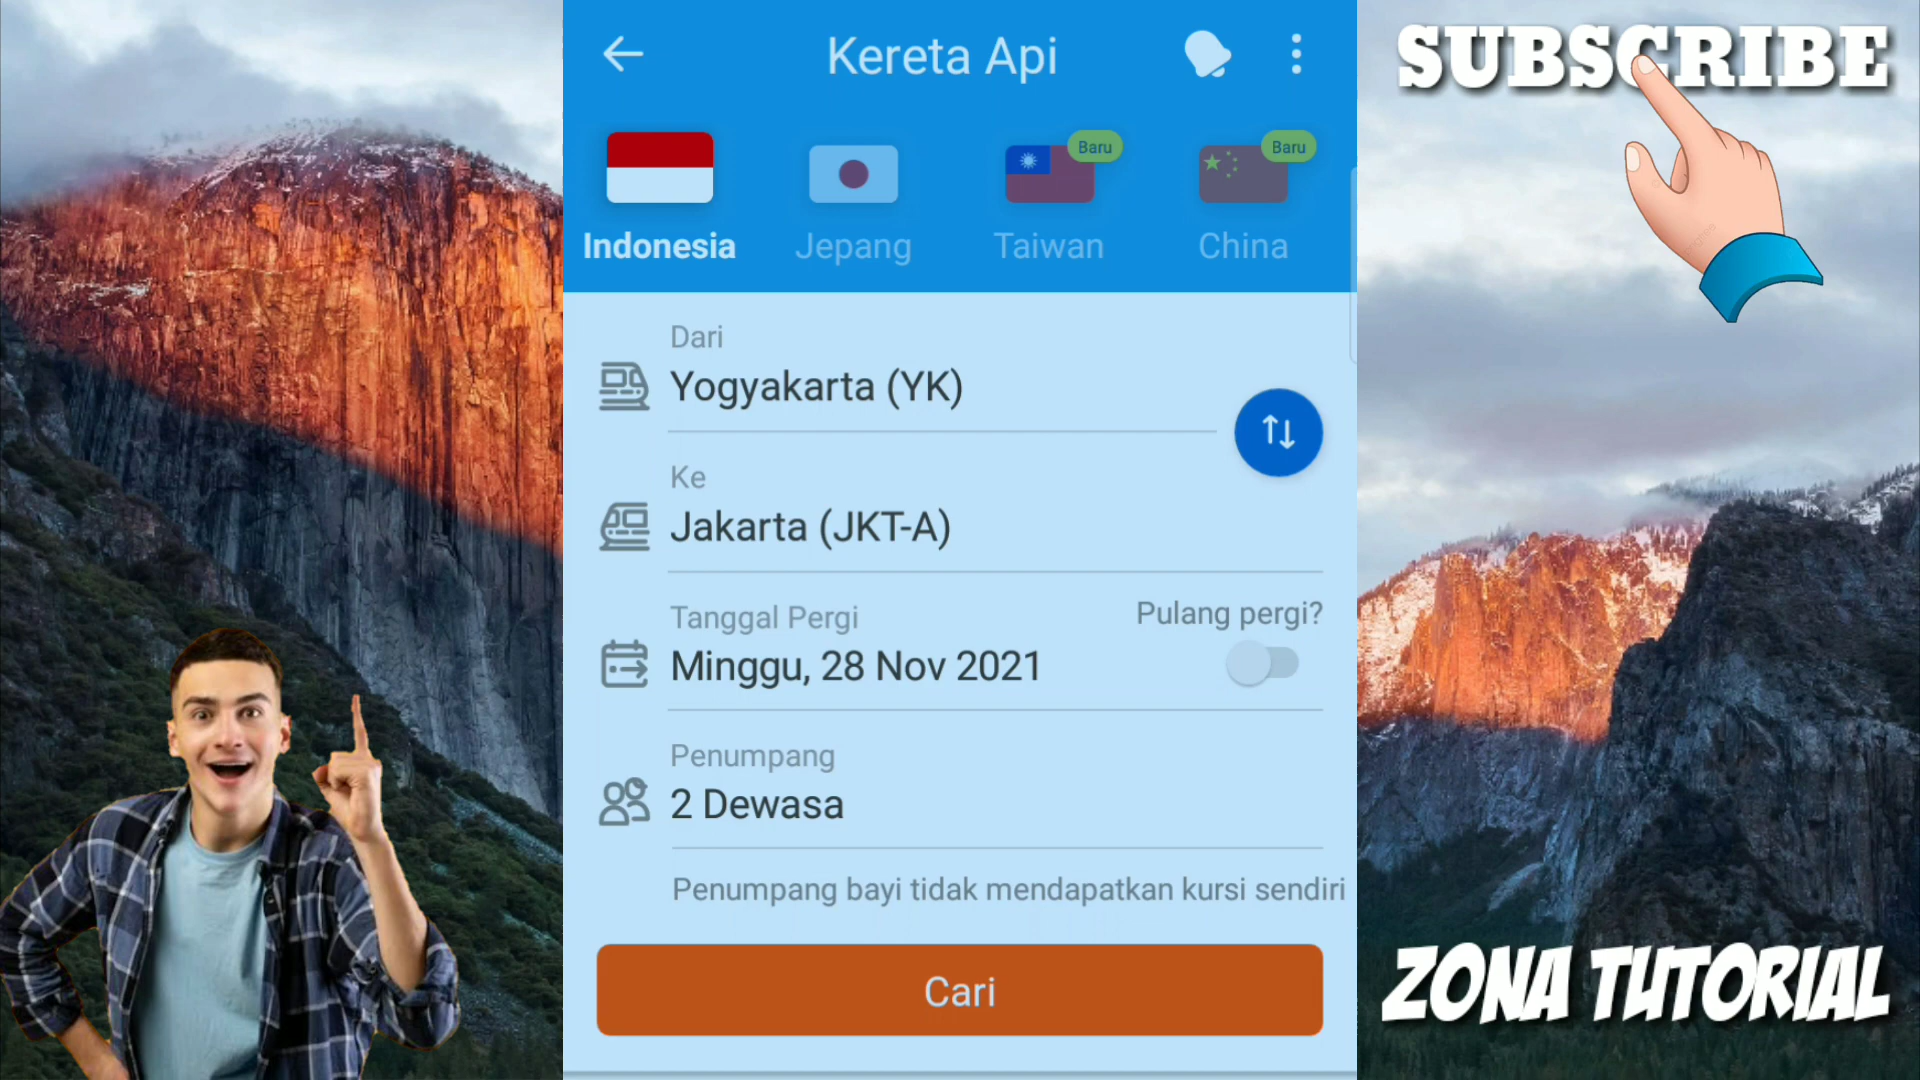 SUBSCRIBE
Kereta Api
Baru
Baru
Indonesia
Jepang
Taiwan
China
Dari
Yogyakarta (YK)
Ke
Jakarta (JKT-A)
Tanggal Pergi
Pulang pergi?
Minggu, 28 Nov 2021
Penumpang
2 Dewasa
Penumpang bayi tidak mendapatkan kursi sendiri
Cari
ZONA TUTORIAL